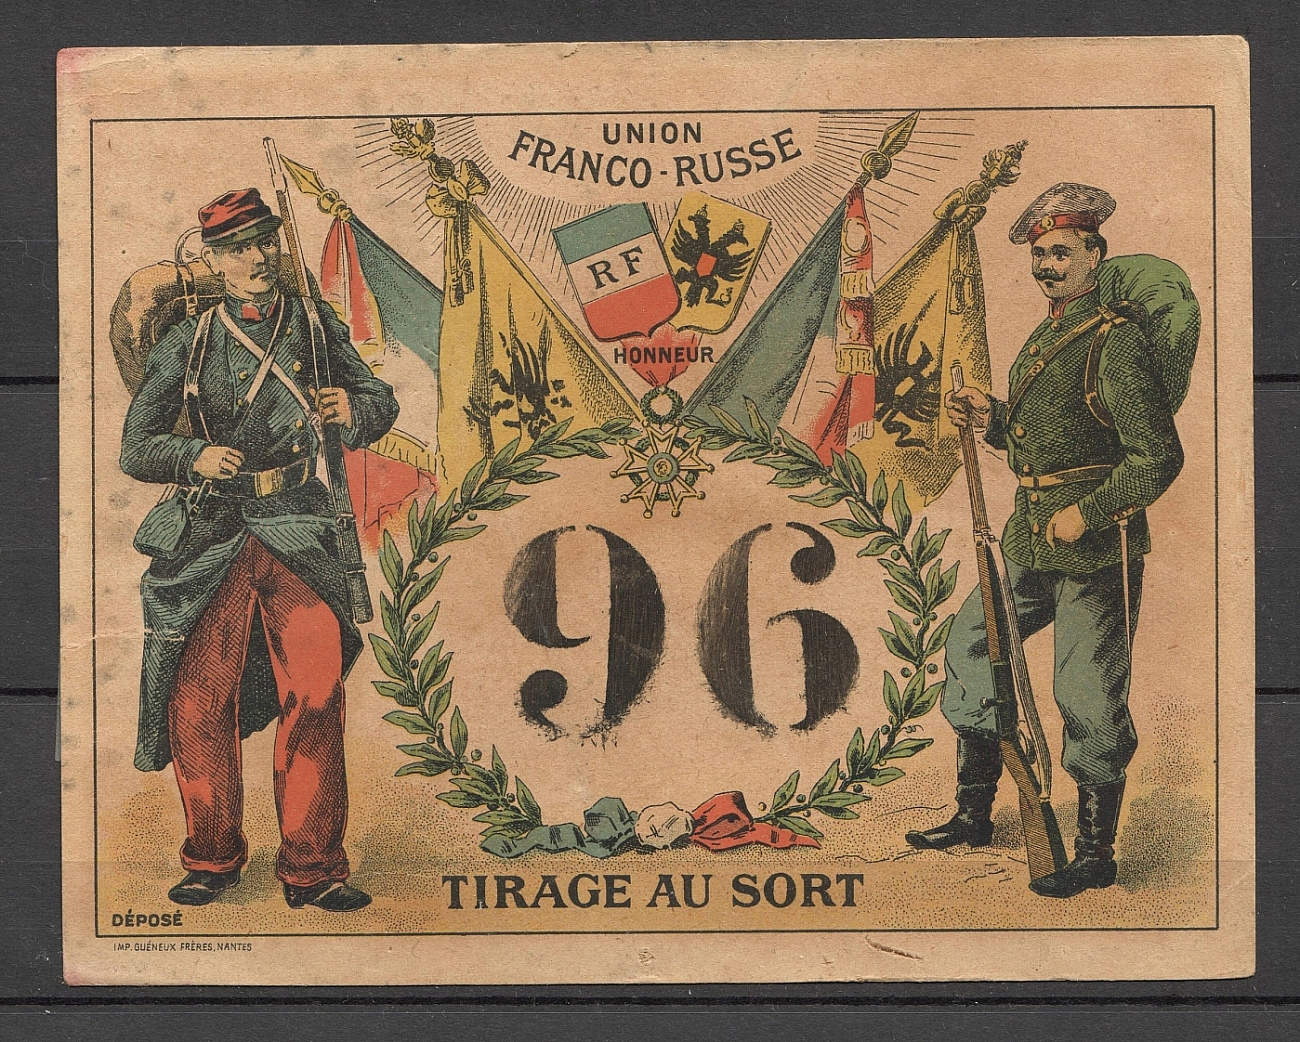 UNION
FRANCO-RUSSE
RF
HONNEUR
96
TIRAGE AU SORT
DÉPOSÉ
IMP. GUÉNEUX FRÈRES, NANTES